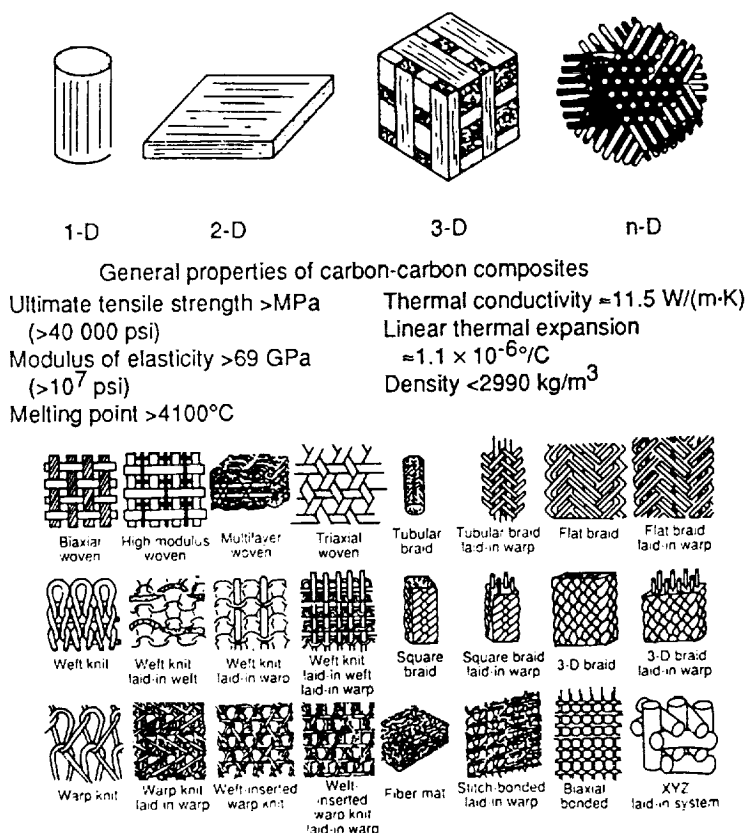 1-D 2-D 3-D n-D
General properties of carbon-carbon composites
Ultimate tensile strength >MPa
(>40 000 psi)
Modulus of elasticity >69 GPa
(>10⁷ psi)
Melting point >4100°C
Thermal conductivity ≈11.5 W/(m·K)
Linear thermal expansion
≈1.1 × 10⁻⁶°/C
Density <2990 kg/m³
Biaxial
woven
High modulus
woven
Multilayer
woven
Triaxial
woven
Tubular
braid
Tubular braid
laid-in warp
Flat braid
Flat braid
laid-in warp
Weft knit
Weft knit
laid-in weft
Weft knit
laid-in warp
Weft knit
laid-in weft
laid-in warp
Square
braid
Square braid
laid-in warp
3-D braid
3-D braid
laid-in warp
Warp knit
Warp knit
laid-in warp
Weft-inserted
warp knit
Weft-
inserted
warp knit
laid-in warp
Fiber mat
Stitch-bonded
laid-in warp
Biaxial
bonded
XYZ
laid-in system